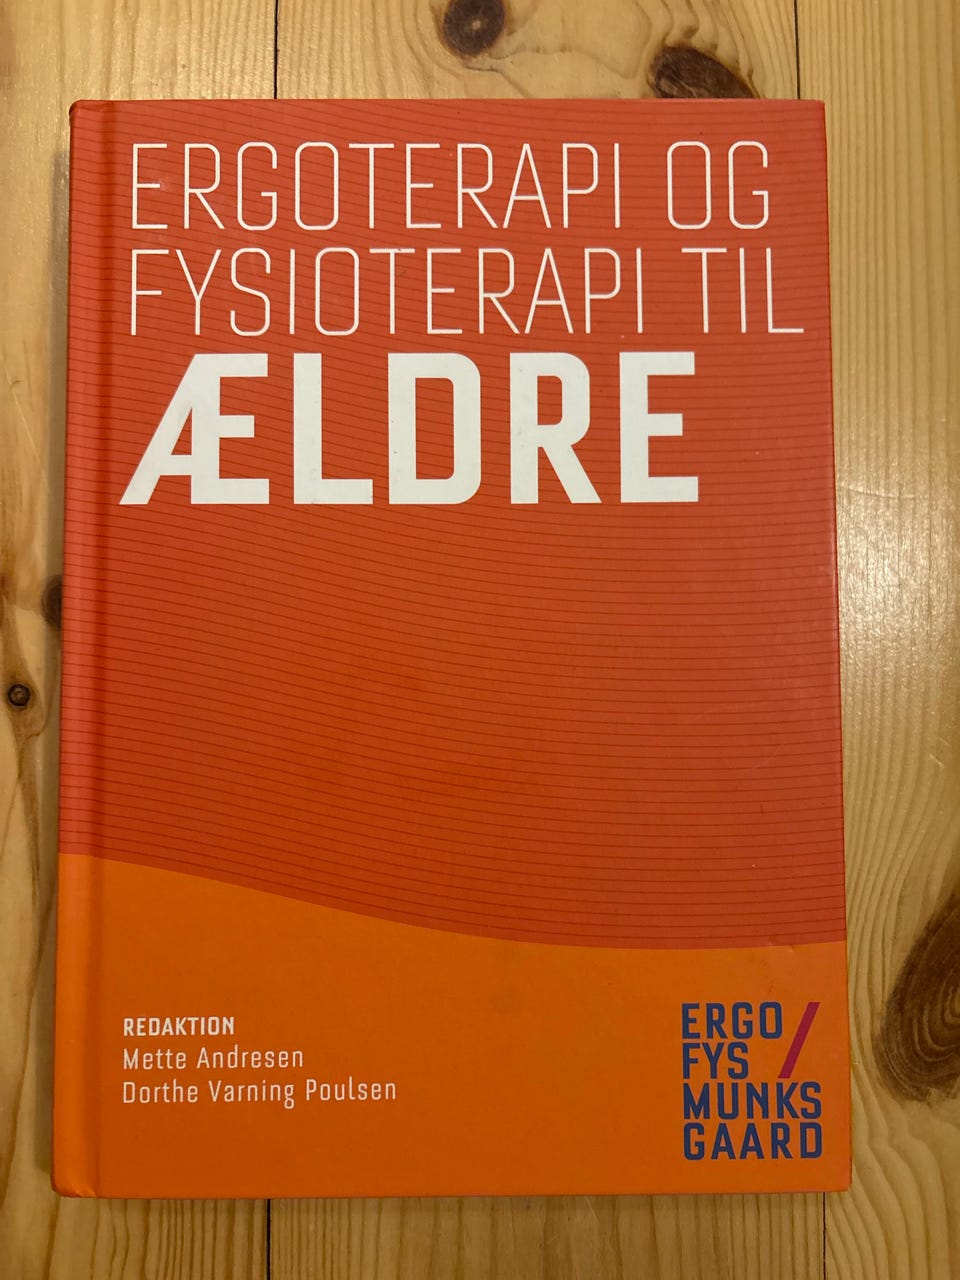 ERGOTERAPI OG
FYSIOTERAPI TIL
ÆLDRE
REDAKTION
Mette Andresen
Dorthe Varning Poulsen
ERGO/
FYS
MUNKS
GAARD